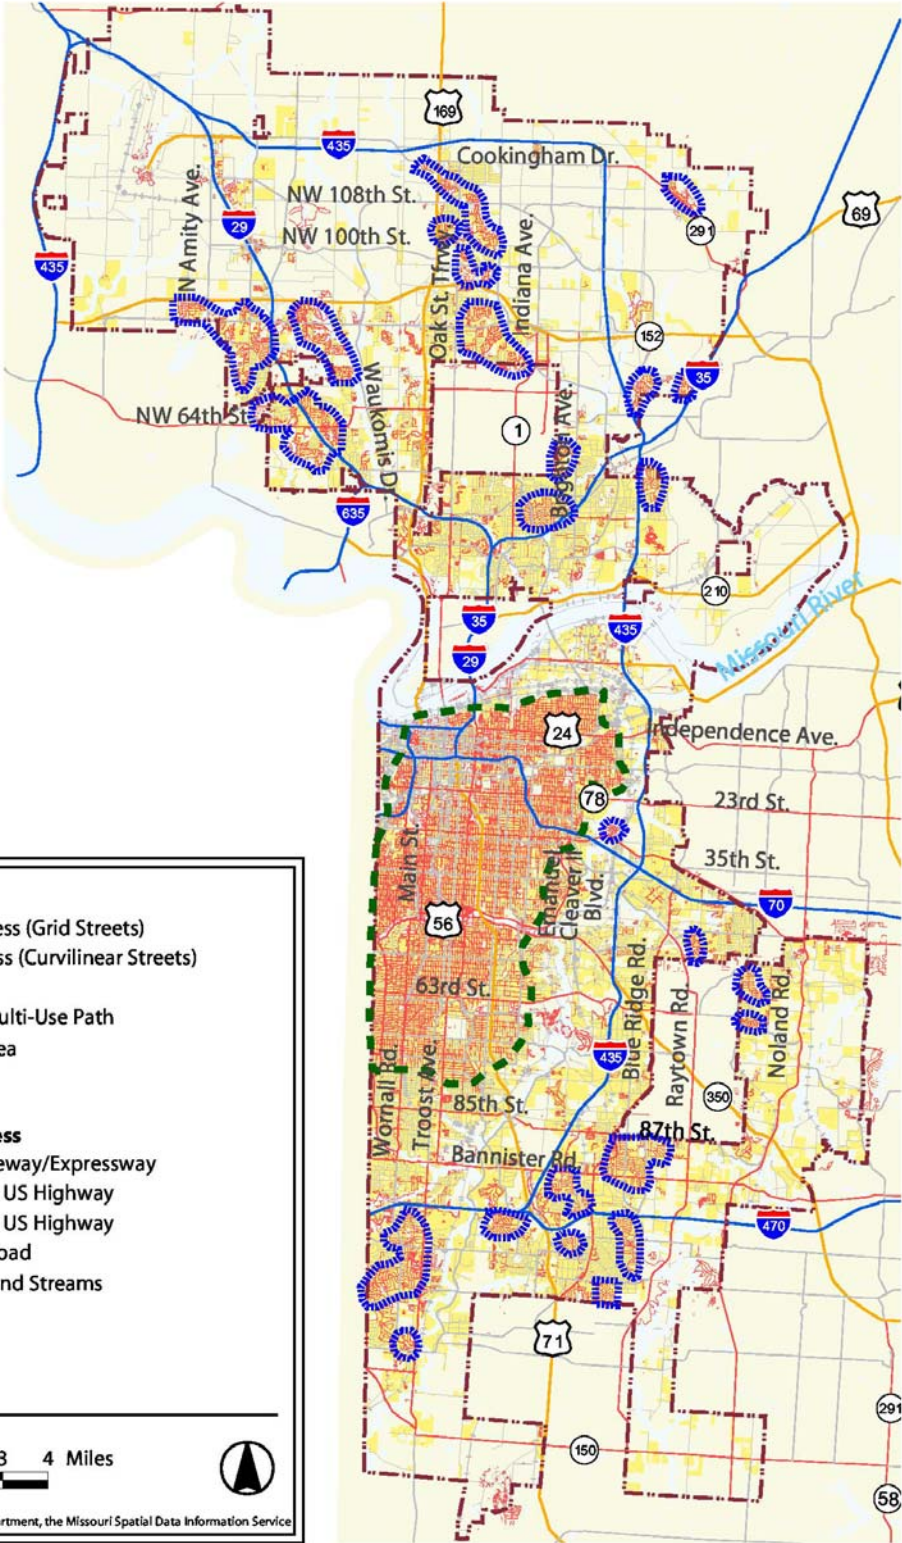 169
435
Cookingham Dr.
NW 108th St.
N Amity Ave.
29
69
291
NW 100th St.
435
Oak St. Tfrwy.
Indiana Ave.
152
35
Waukomis Dr.
NW 64th St.
1
Brighton Ave.
635
210
35
435
Missouri River
29
24
Independence Ave.
78
23rd St.
Main St.
35th St.
Emanuel
Cleaver II
Blvd.
70
56
63rd St.
Blue Ridge Rd.
Raytown Rd.
Noland Rd.
435
Wornall Rd.
Troost Ave.
85th St.
350
87th St.
Bannister Rd.
470
71
291
150
58
ess (Grid Streets)
ss (Curvilinear Streets)
ulti-Use Path
ea
ess
eway/Expressway
US Highway
US Highway
oad
nd Streams
3 4 Miles
rtment, the Missouri Spatial Data Information Service